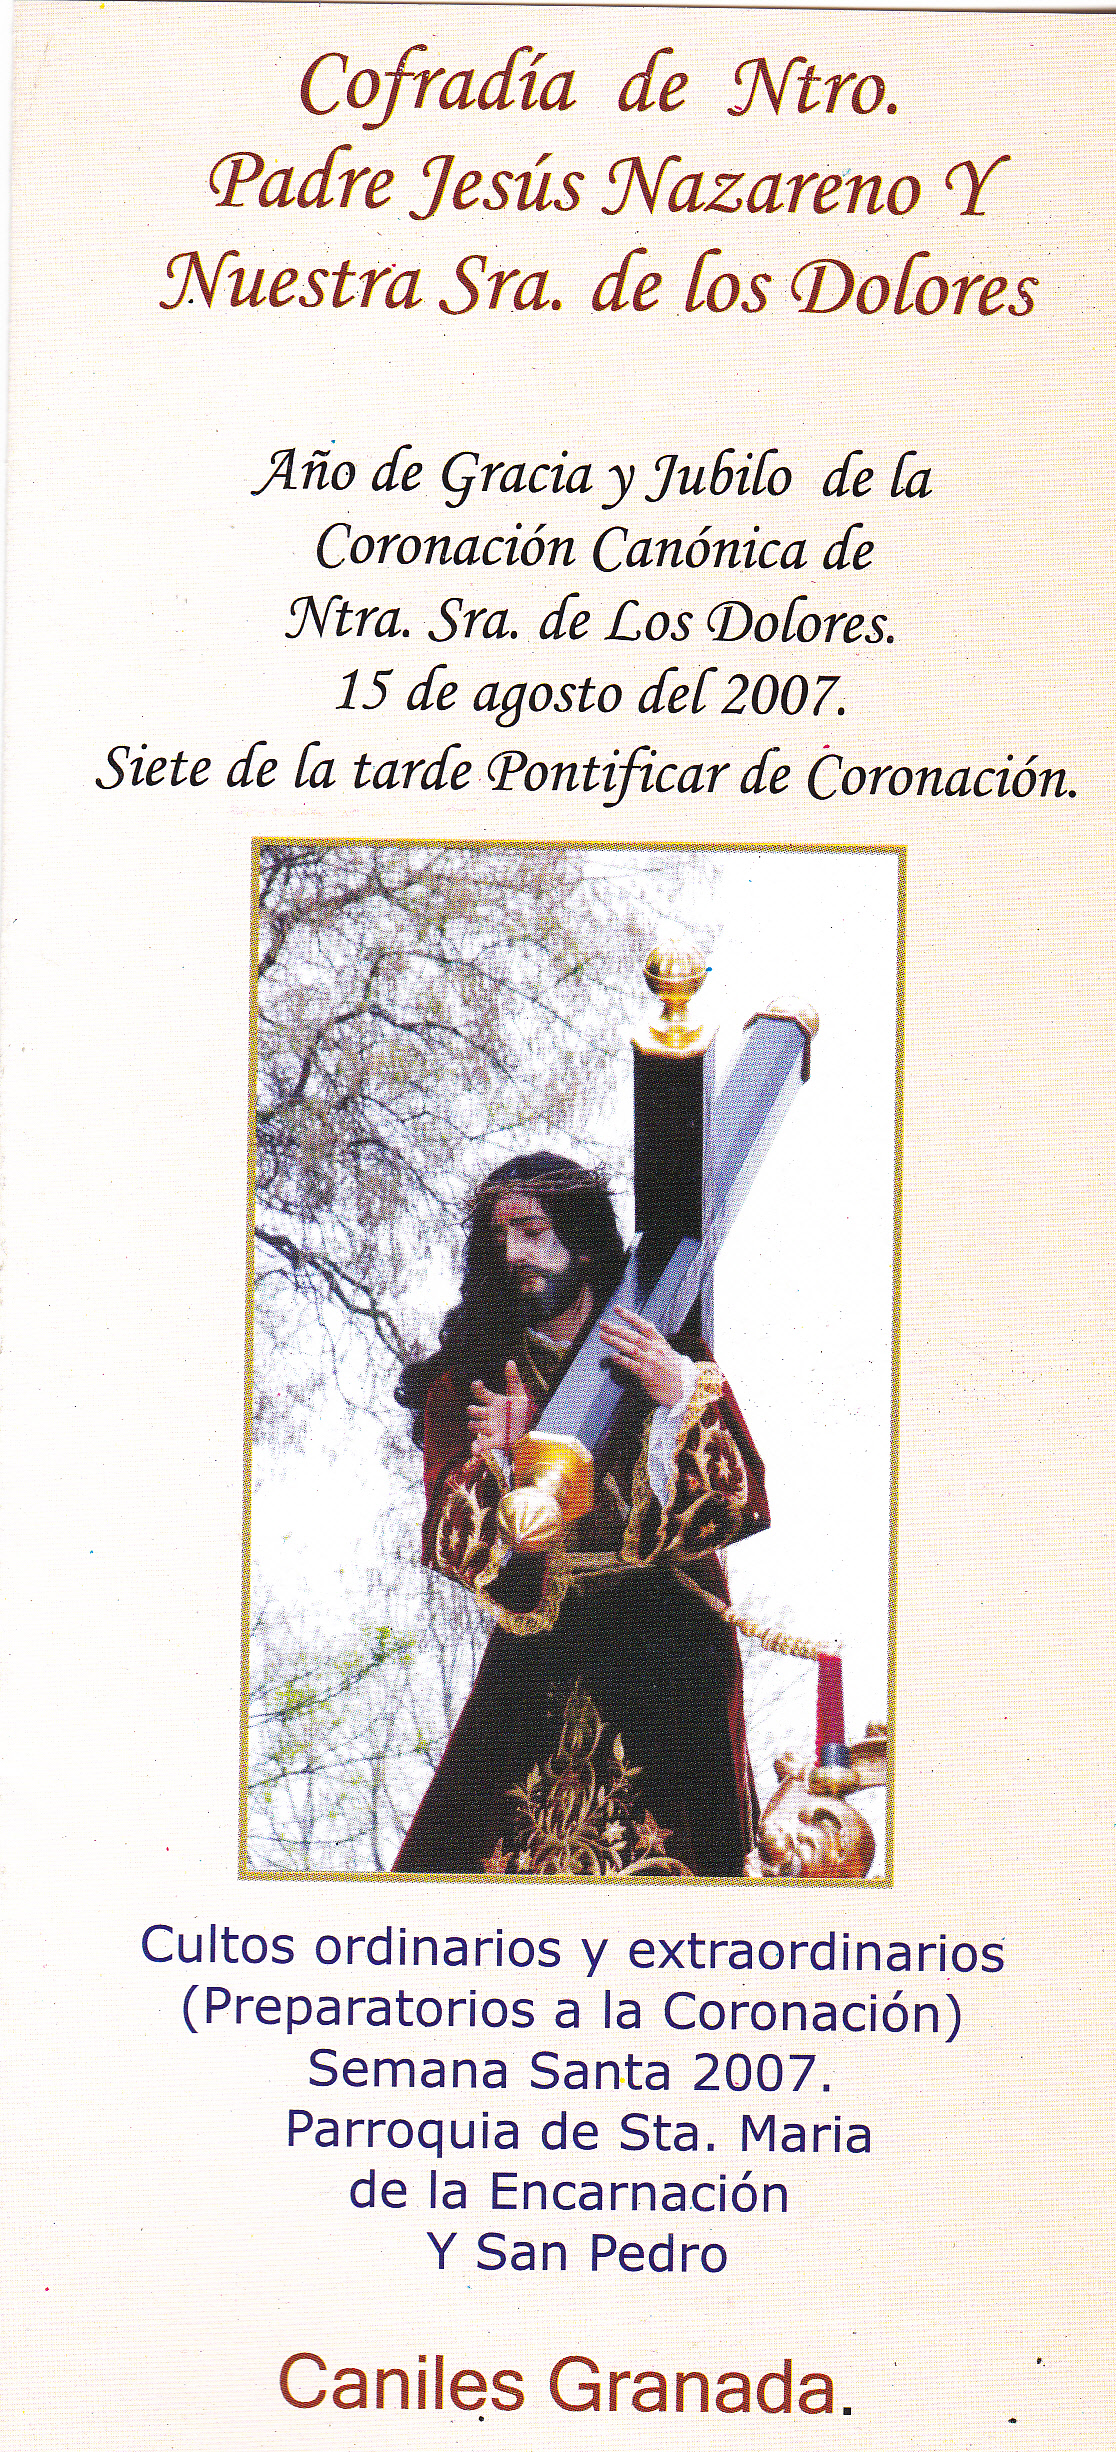 Cofradía de Ntro.
Padre Jesús Nazareno Y
Nuestra Sra. de los Dolores
Año de Gracia y Jubilo de la
Coronación Canónica de
Ntra. Sra. de Los Dolores.
15 de agosto del 2007.
Siete de la tarde Pontificar de Coronación.
Cultos ordinarios y extraordinarios
(Preparatorios a la Coronación)
Semana Santa 2007.
Parroquia de Sta. Maria
de la Encarnación
Y San Pedro
Caniles Granada.